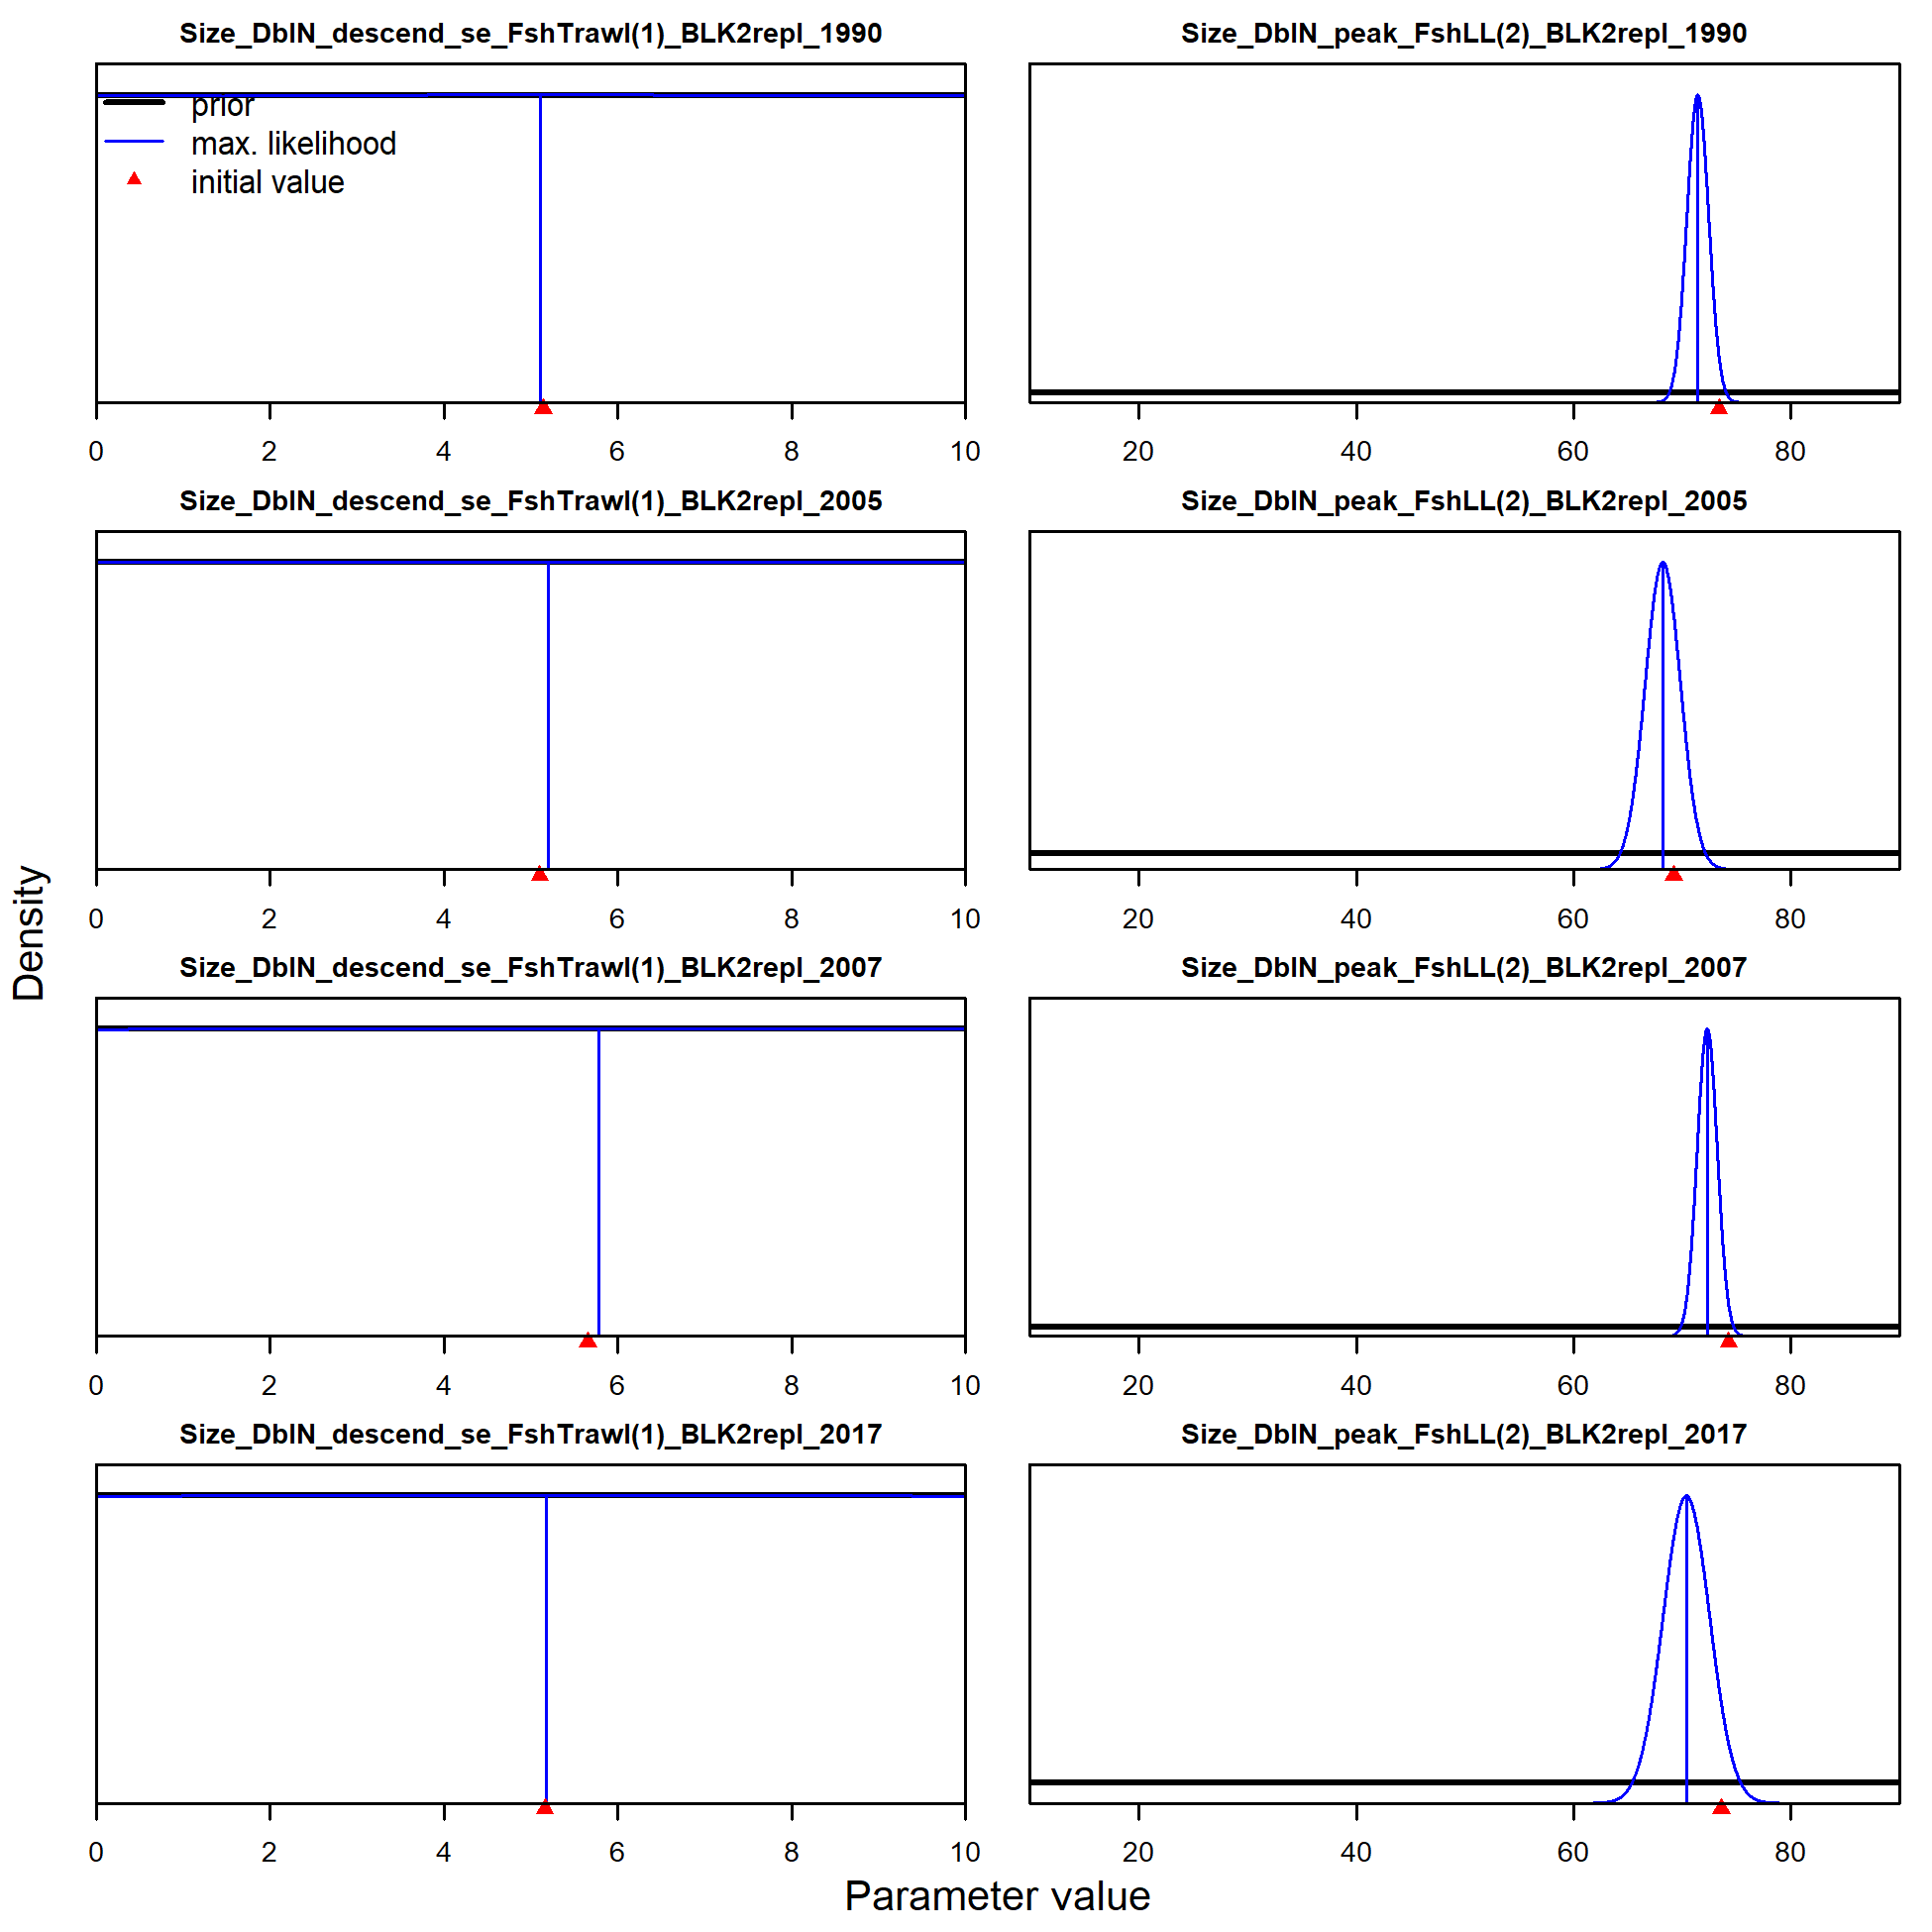 Size_DblN_descend_se_FshTrawl(1)_BLK2repl_1990
prior
max. likelihood
initial value
0 2 4 6 8 10
Size_DblN_peak_FshLL(2)_BLK2repl_1990
20 40 60 80
Size_DblN_descend_se_FshTrawl(1)_BLK2repl_2005
0 2 4 6 8 10
Size_DblN_peak_FshLL(2)_BLK2repl_2005
20 40 60 80
Size_DblN_descend_se_FshTrawl(1)_BLK2repl_2007
0 2 4 6 8 10
Size_DblN_peak_FshLL(2)_BLK2repl_2007
20 40 60 80
Size_DblN_descend_se_FshTrawl(1)_BLK2repl_2017
0 2 4 6 8 10
Size_DblN_peak_FshLL(2)_BLK2repl_2017
20 40 60 80
Density
Parameter value